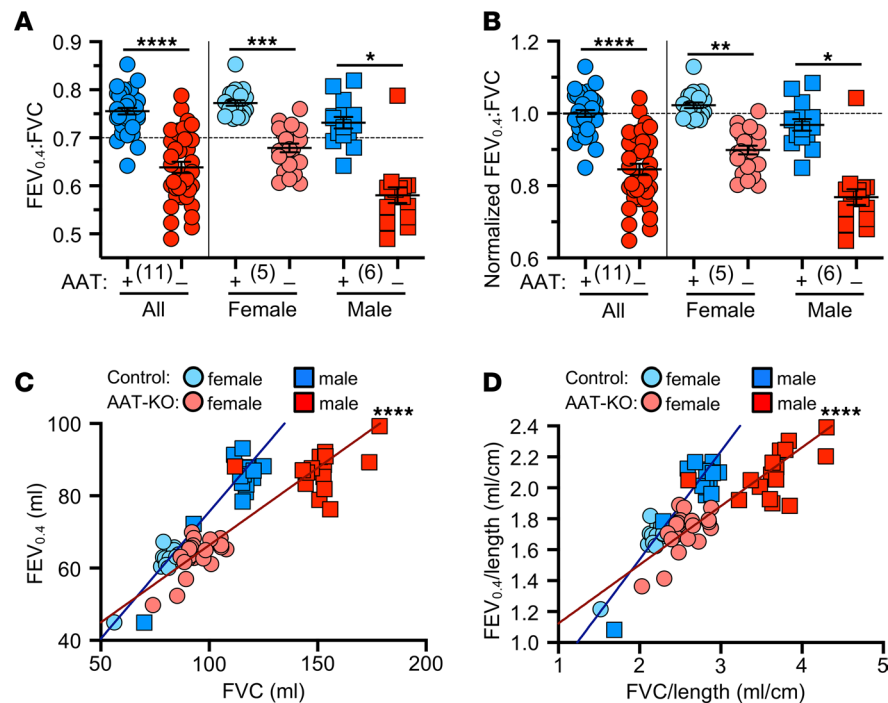 A
B
**** *** *
**** ** *
FEV0.4:FVC
0.9
0.8
0.7
0.6
0.5
Normalized FEV0.4:FVC
1.2
1.0
0.8
0.6
AAT: + (11) – + (5) – + (6) –
All Female Male
AAT: + (11) – + (5) – + (6) –
All Female Male
C
Control: female male
AAT-KO: female male
****
FEV0.4 (ml)
100
80
60
40
50 100 150 200
FVC (ml)
D
Control: female male
AAT-KO: female male
****
FEV0.4/length (ml/cm)
2.4
2.2
2.0
1.8
1.6
1.4
1.2
1.0
1 2 3 4 5
FVC/length (ml/cm)